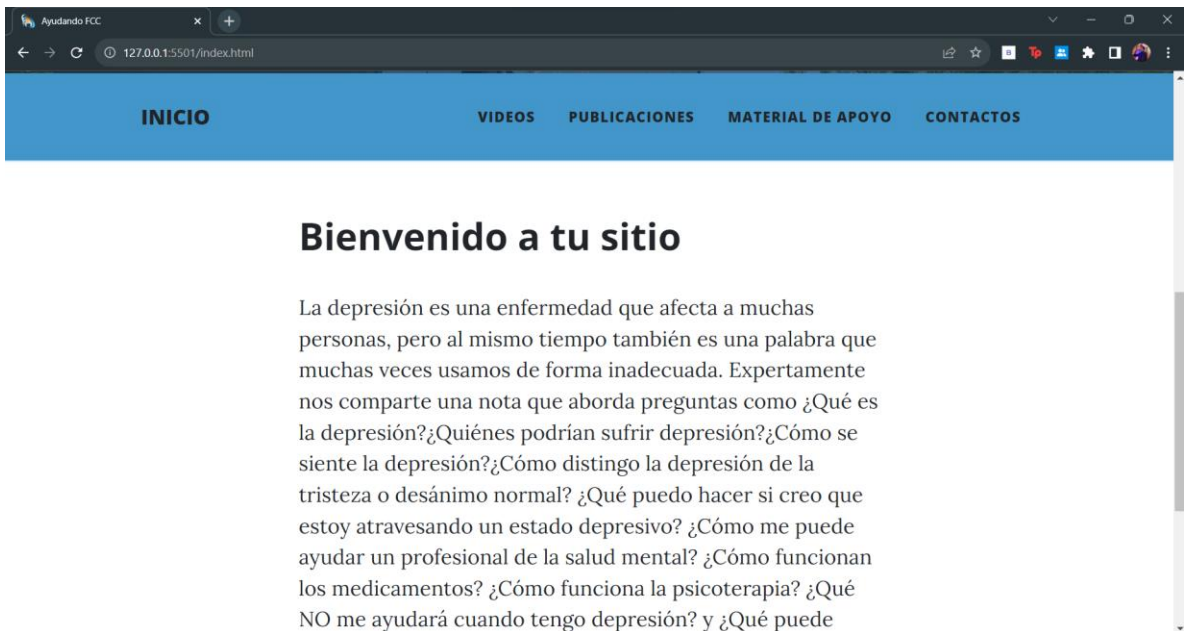 Ayudando FCC
127.0.0.1:5501/index.html
INICIO
VIDEOS
PUBLICACIONES
MATERIAL DE APOYO
CONTACTOS
Bienvenido a tu sitio
La depresión es una enfermedad que afecta a muchas
personas, pero al mismo tiempo también es una palabra que
muchas veces usamos de forma inadecuada. Expertamente
nos comparte una nota que aborda preguntas como ¿Qué es
la depresión?¿Quiénes podrían sufrir depresión?¿Cómo se
siente la depresión?¿Cómo distingo la depresión de la
tristeza o desánimo normal? ¿Qué puedo hacer si creo que
estoy atravesando un estado depresivo? ¿Cómo me puede
ayudar un profesional de la salud mental? ¿Cómo funcionan
los medicamentos? ¿Cómo funciona la psicoterapia? ¿Qué
NO me ayudará cuando tengo depresión? y ¿Qué puede